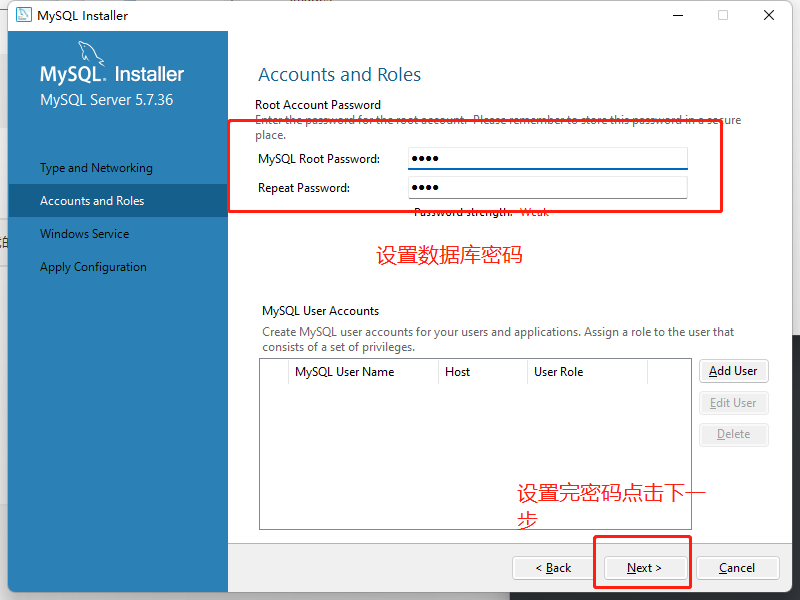 MySQL Installer
MySQL. Installer
MySQL Server 5.7.36
Type and Networking
Accounts and Roles
Windows Service
Apply Configuration
Accounts and Roles
Root Account Password
Enter the password for the root account. Please remember to store this password in a secure
place.
MySQL Root Password: ●●●●
Repeat Password: ●●●●
Password strength: Weak
设置数据库密码
MySQL User Accounts
Create MySQL user accounts for your users and applications. Assign a role to the user that
consists of a set of privileges.
MySQL User Name Host User Role
Add User
Edit User
Delete
设置完密码点击下一
步
< Back Next > Cancel